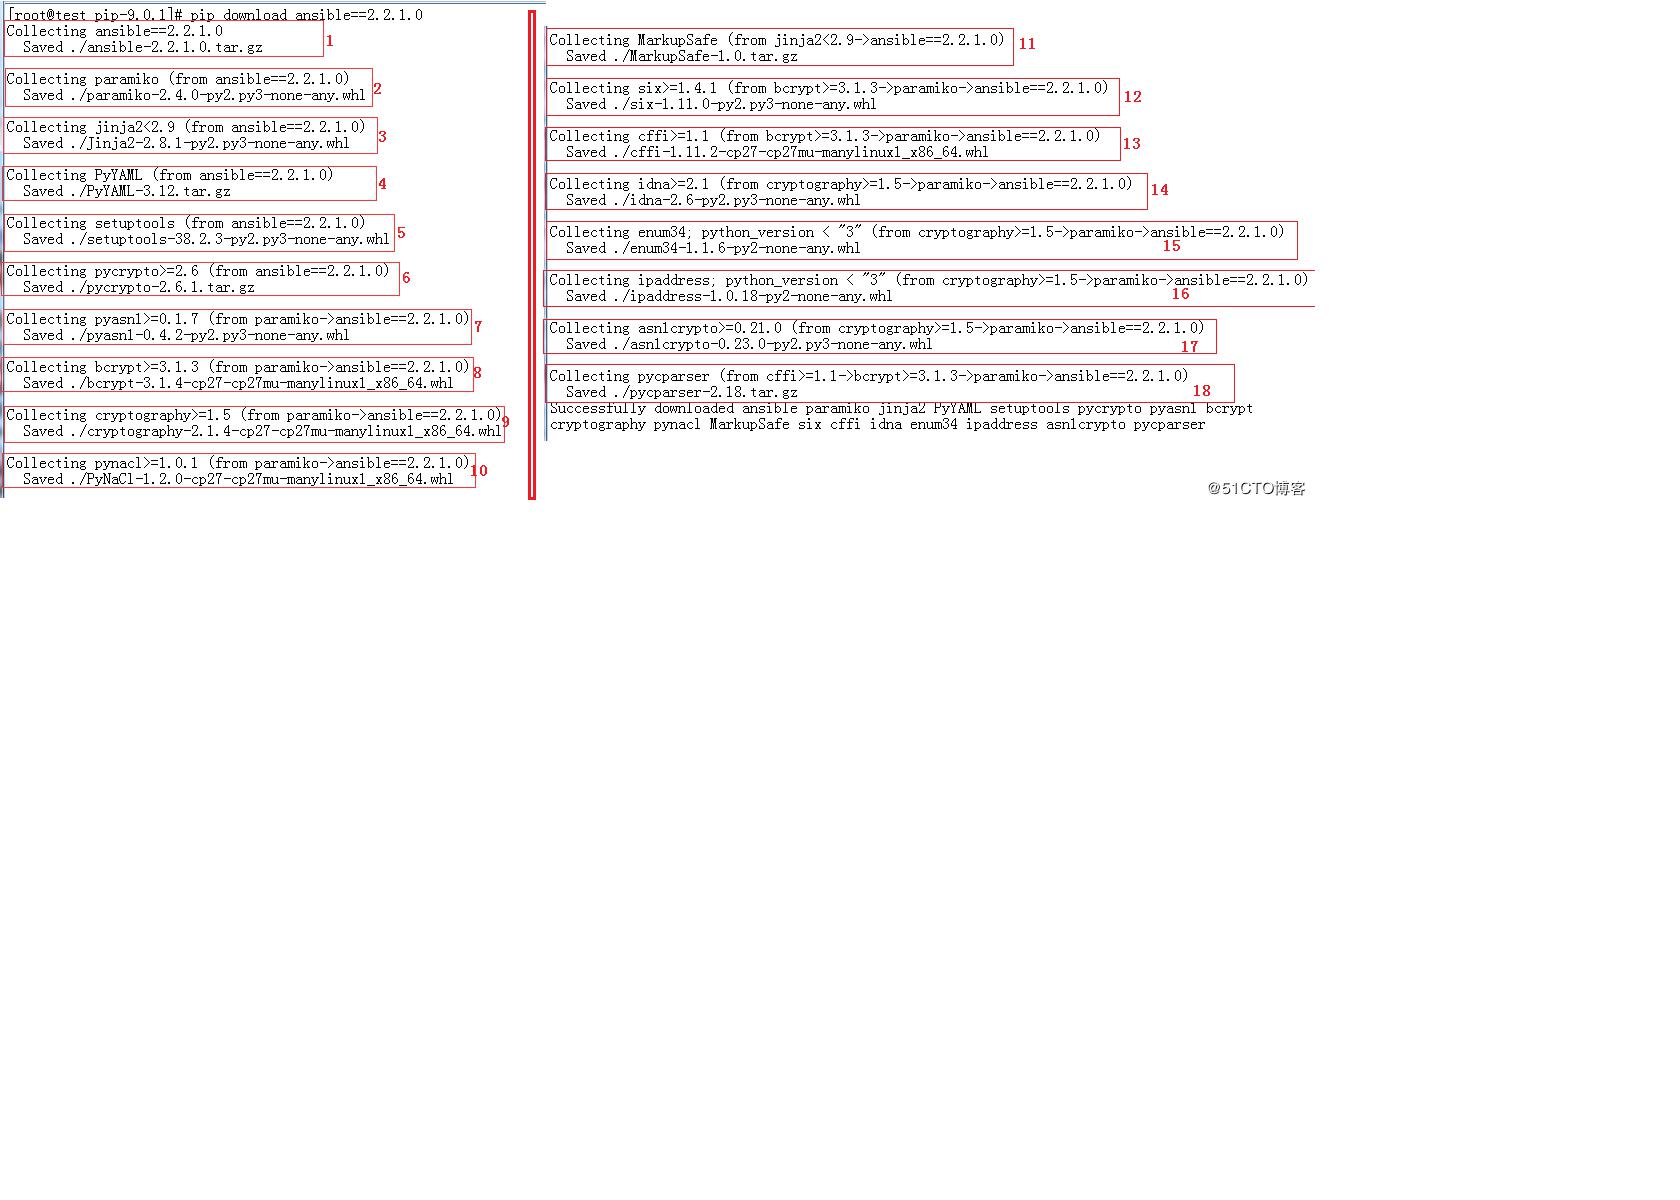 [root@test pip-9.0.1]# pip download ansible==2.2.1.0
Collecting ansible==2.2.1.0
Saved ./ansible-2.2.1.0.tar.gz
1
Collecting paramiko (from ansible==2.2.1.0)
Saved ./paramiko-2.4.0-py2.py3-none-any.whl
2
Collecting jinja2<2.9 (from ansible==2.2.1.0)
Saved ./Jinja2-2.8.1-py2.py3-none-any.whl
3
Collecting PyYAML (from ansible==2.2.1.0)
Saved ./PyYAML-3.12.tar.gz
4
Collecting setuptools (from ansible==2.2.1.0)
Saved ./setuptools-38.2.3-py2.py3-none-any.whl
5
Collecting pycrypto>=2.6 (from ansible==2.2.1.0)
Saved ./pycrypto-2.6.1.tar.gz
6
Collecting pyasn1>=0.1.7 (from paramiko->ansible==2.2.1.0)
Saved ./pyasn1-0.4.2-py2.py3-none-any.whl
7
Collecting bcrypt>=3.1.3 (from paramiko->ansible==2.2.1.0)
Saved ./bcrypt-3.1.4-cp27-cp27mu-manylinux1_x86_64.whl
8
Collecting cryptography>=1.5 (from paramiko->ansible==2.2.1.0)
Saved ./cryptography-2.1.4-cp27-cp27mu-manylinux1_x86_64.whl
9
Collecting pynacl>=1.0.1 (from paramiko->ansible==2.2.1.0)
Saved ./PyNaCl-1.2.0-cp27-cp27mu-manylinux1_x86_64.whl
10
Collecting MarkupSafe (from jinja2<2.9->ansible==2.2.1.0)
Saved ./MarkupSafe-1.0.tar.gz
11
Collecting six>=1.4.1 (from bcrypt>=3.1.3->paramiko->ansible==2.2.1.0)
Saved ./six-1.11.0-py2.py3-none-any.whl
12
Collecting cffi>=1.1 (from bcrypt>=3.1.3->paramiko->ansible==2.2.1.0)
Saved ./cffi-1.11.2-cp27-cp27mu-manylinux1_x86_64.whl
13
Collecting idna>=2.1 (from cryptography>=1.5->paramiko->ansible==2.2.1.0)
Saved ./idna-2.6-py2.py3-none-any.whl
14
Collecting enum34; python_version < "3" (from cryptography>=1.5->paramiko->ansible==2.2.1.0)
Saved ./enum34-1.1.6-py2-none-any.whl
15
Collecting ipaddress; python_version < "3" (from cryptography>=1.5->paramiko->ansible==2.2.1.0)
Saved ./ipaddress-1.0.18-py2-none-any.whl
16
Collecting asn1crypto>=0.21.0 (from cryptography>=1.5->paramiko->ansible==2.2.1.0)
Saved ./asn1crypto-0.23.0-py2.py3-none-any.whl
17
Collecting pycparser (from cffi>=1.1->bcrypt>=3.1.3->paramiko->ansible==2.2.1.0)
Saved ./pycparser-2.18.tar.gz
18
Successfully downloaded ansible paramiko jinja2 PyYAML setuptools pycrypto pyasn1 bcrypt
cryptography pynacl MarkupSafe six cffi idna enum34 ipaddress asn1crypto pycparser
@51CTO博客